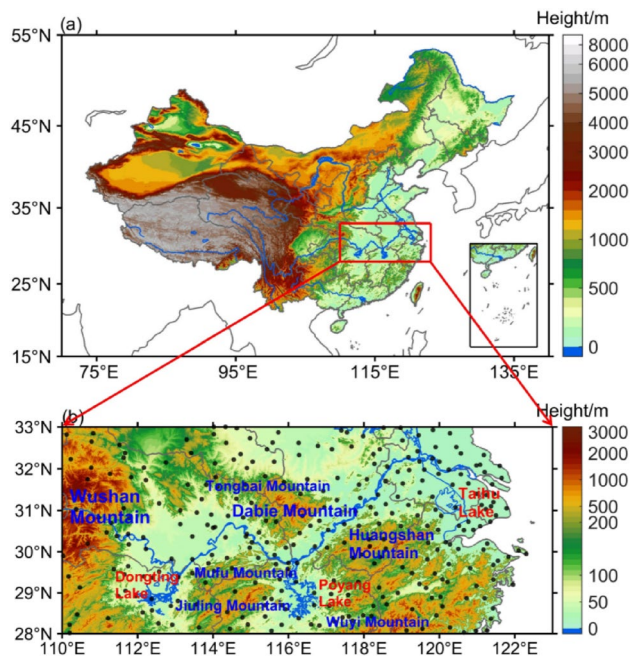 (a)
Height/m
55°N
45°N
35°N
25°N
15°N
75°E
95°E
115°E
135°E
8000
6000
5000
4000
3000
2000
1000
500
0
(b)
Height/m
33°N
32°N
31°N
30°N
29°N
28°N
110°E
112°E
114°E
116°E
118°E
120°E
122°E
Tongbai Mountain
Wushan
Mountain
Dabie Mountain
Taihu
Lake
Huangshan
Mountain
Dongting
Lake
Mufu Mountain
Jiuling Mountain
Poyang
Lake
Wuyi Mountain
3000
2000
1000
500
200
100
50
0